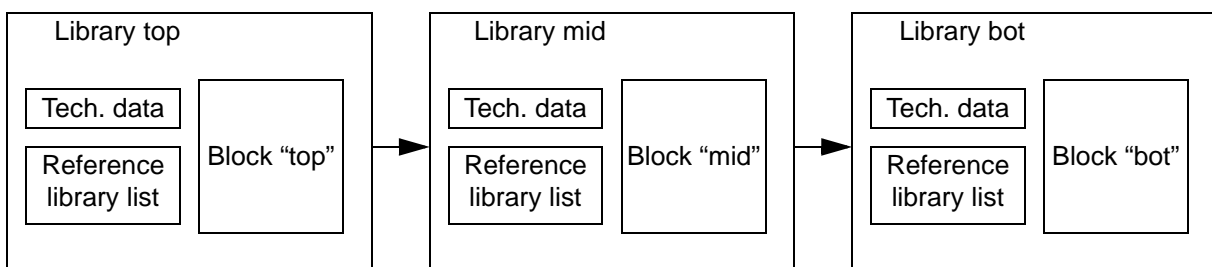 Library top
Tech. data
Reference
library list
Block “top”
Library mid
Tech. data
Reference
library list
Block “mid”
Library bot
Tech. data
Reference
library list
Block “bot”